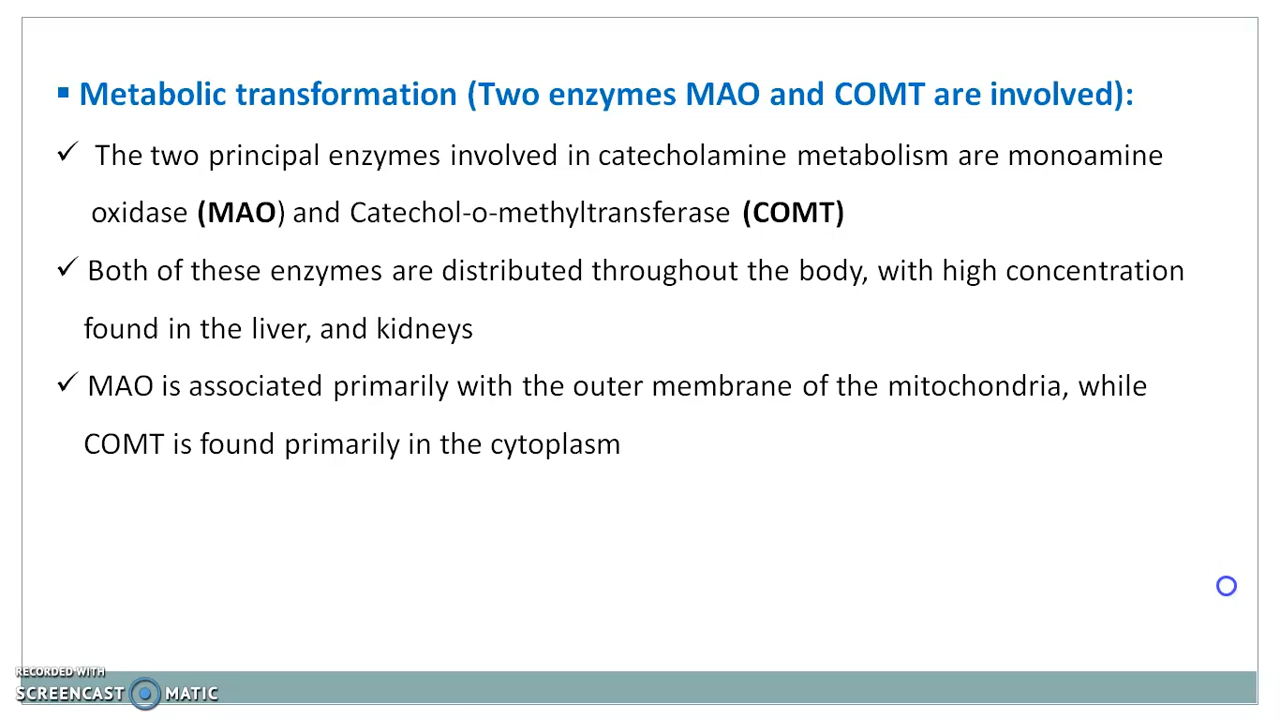 ▪ Metabolic transformation (Two enzymes MAO and COMT are involved):
✓ The two principal enzymes involved in catecholamine metabolism are monoamine
oxidase (MAO) and Catechol-o-methyltransferase (COMT)
✓ Both of these enzymes are distributed throughout the body, with high concentration
found in the liver, and kidneys
✓ MAO is associated primarily with the outer membrane of the mitochondria, while
COMT is found primarily in the cytoplasm
RECORDED WITH
SCREENCAST MATIC